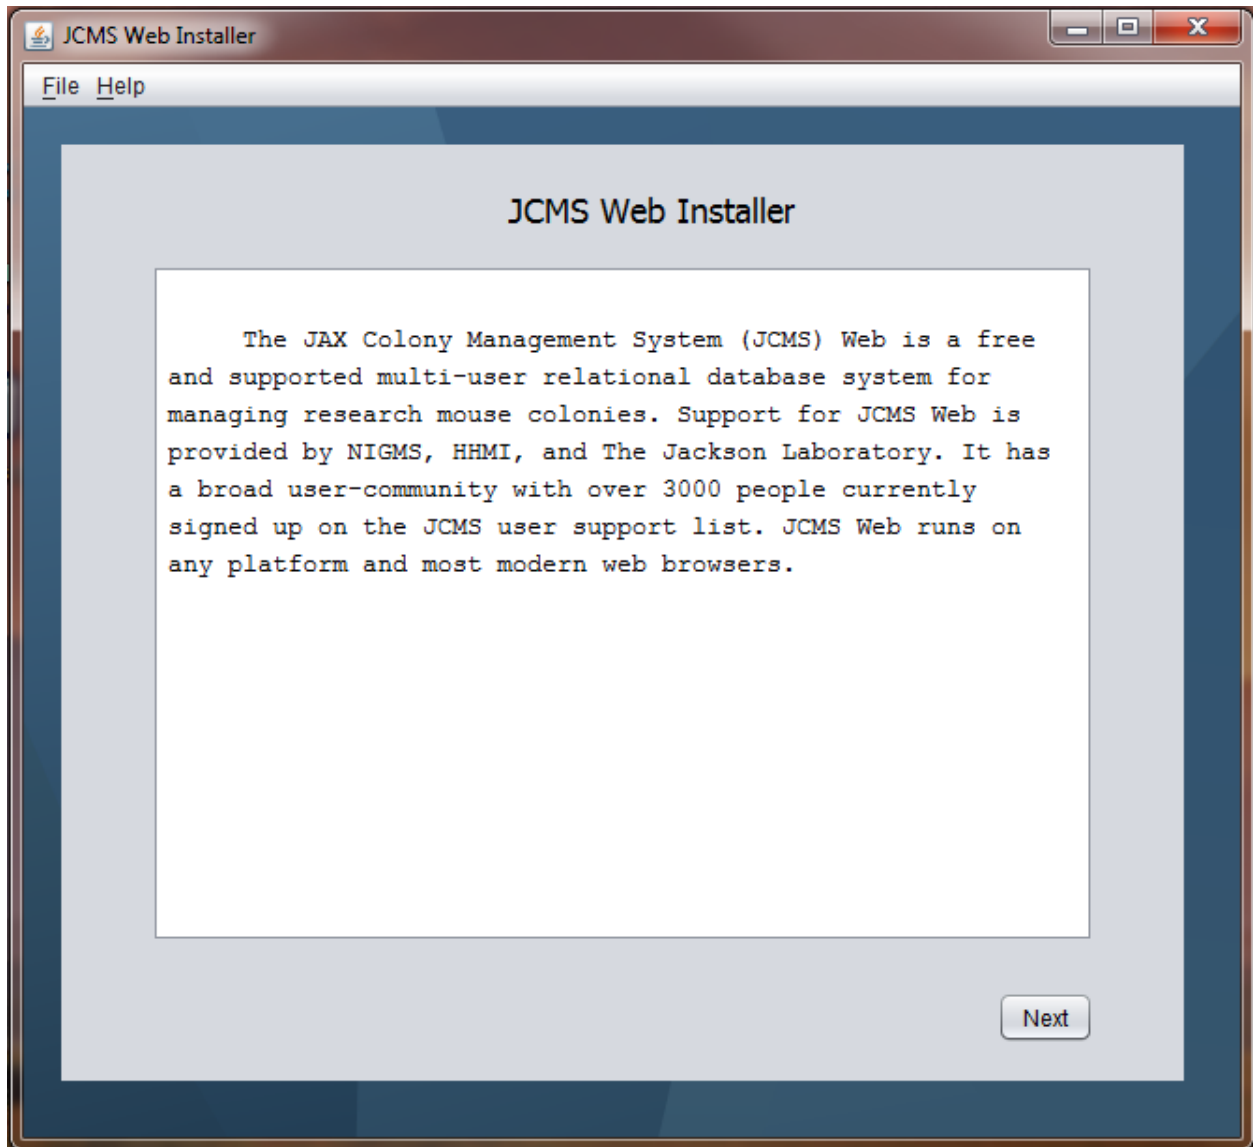 JCMS Web Installer
File Help
JCMS Web Installer
The JAX Colony Management System (JCMS) Web is a free
and supported multi-user relational database system for
managing research mouse colonies. Support for JCMS Web is
provided by NIGMS, HHMI, and The Jackson Laboratory. It has
a broad user-community with over 3000 people currently
signed up on the JCMS user support list. JCMS Web runs on
any platform and most modern web browsers.
Next